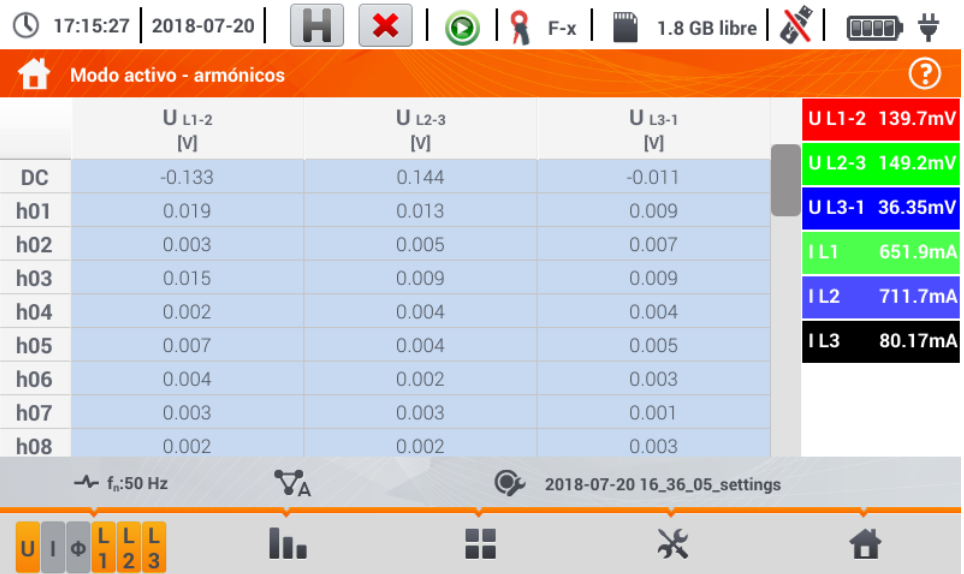 17:15:27 2018-07-20 H F-x 1.8 GB libre
Modo activo - armónicos ?
U L1-2 U L2-3 U L3-1
[V] [V] [V]
DC -0.133 0.144 -0.011
h01 0.019 0.013 0.009
h02 0.003 0.005 0.007
h03 0.015 0.009 0.009
h04 0.002 0.004 0.004
h05 0.007 0.004 0.005
h06 0.004 0.002 0.003
h07 0.003 0.003 0.001
h08 0.002 0.002 0.003
U L1-2 139.7mV
U L2-3 149.2mV
U L3-1 36.35mV
I L1 651.9mA
I L2 711.7mA
I L3 80.17mA
fn:50 Hz A 2018-07-20 16_36_05_settings
U I Φ L1 L2 L3